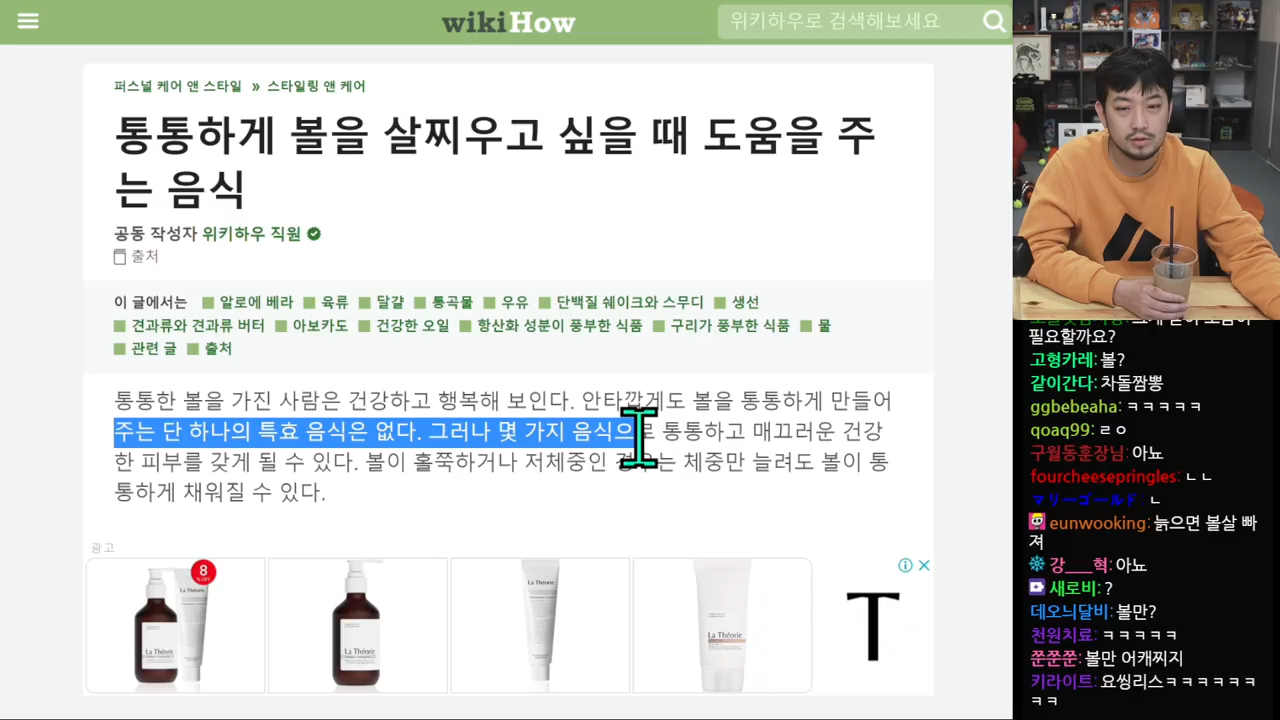 wikiHow
위키하우로 검색해보세요
퍼스널 케어 앤 스타일 » 스타일링 앤 케어
통통하게 볼을 살찌우고 싶을 때 도움을 주
는 음식
공동 작성자 위키하우 직원
출처
이 글에서는 알로에 베라 육류 달걀 통곡물 우유 단백질 쉐이크와 스무디 생선
견과류와 견과류 버터 아보카도 건강한 오일 항산화 성분이 풍부한 식품 구리가 풍부한 식품 물
관련 글 출처
통통한 볼을 가진 사람은 건강하고 행복해 보인다. 안타깝게도 볼을 통통하게 만들어
주는 단 하나의 특효 음식은 없다. 그러나 몇 가지 음식으로 통통하고 매끄러운 건강
한 피부를 갖게 될 수 있다. 볼이 홀쭉하거나 저체중인 경우는 체중만 늘려도 볼이 통
통하게 채워질 수 있다.
광고
8
% OFF
La Théorie
La Théorie
La Théorie
La Théorie
T
필요할까요?
고형카레: 볼?
같이간다: 차돌짬뽕
ggbebeaha: ㅋㅋㅋㅋㅋ
qoaq99: ㄹㅇ
구월동훈장님: 아뇨
fourcheesepringles: ㄴㄴ
マリーゴールド: ㄴ
eunwooking: 늙으면 볼살 빠
져
강___혁: 아뇨
새로비: ?
데오늬달비: 볼만?
천원치료: ㅋㅋㅋㅋㅋ
쭌쭌쭌: 볼만 어캐찌지
키라이트: 요씽리스ㅋㅋㅋㅋㅋㅋㅋ
ㅋㅋ